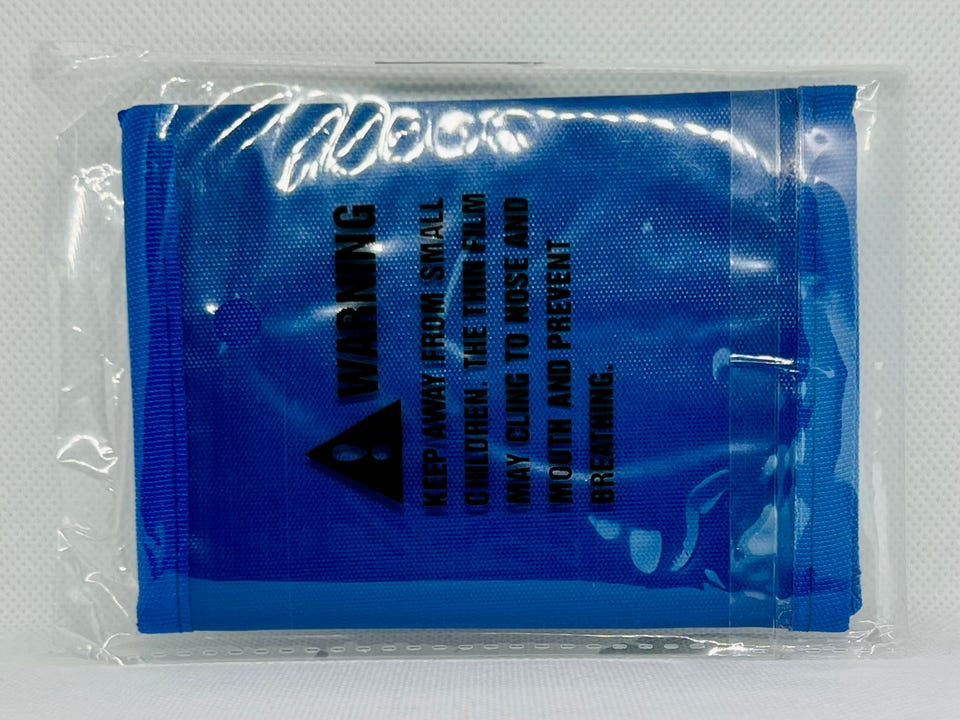 WARNING
KEEP AWAY FROM SMALL
CHILDREN. THE THIN FILM
MAY CLING TO NOSE AND
MOUTH AND PREVENT
BREATHING.